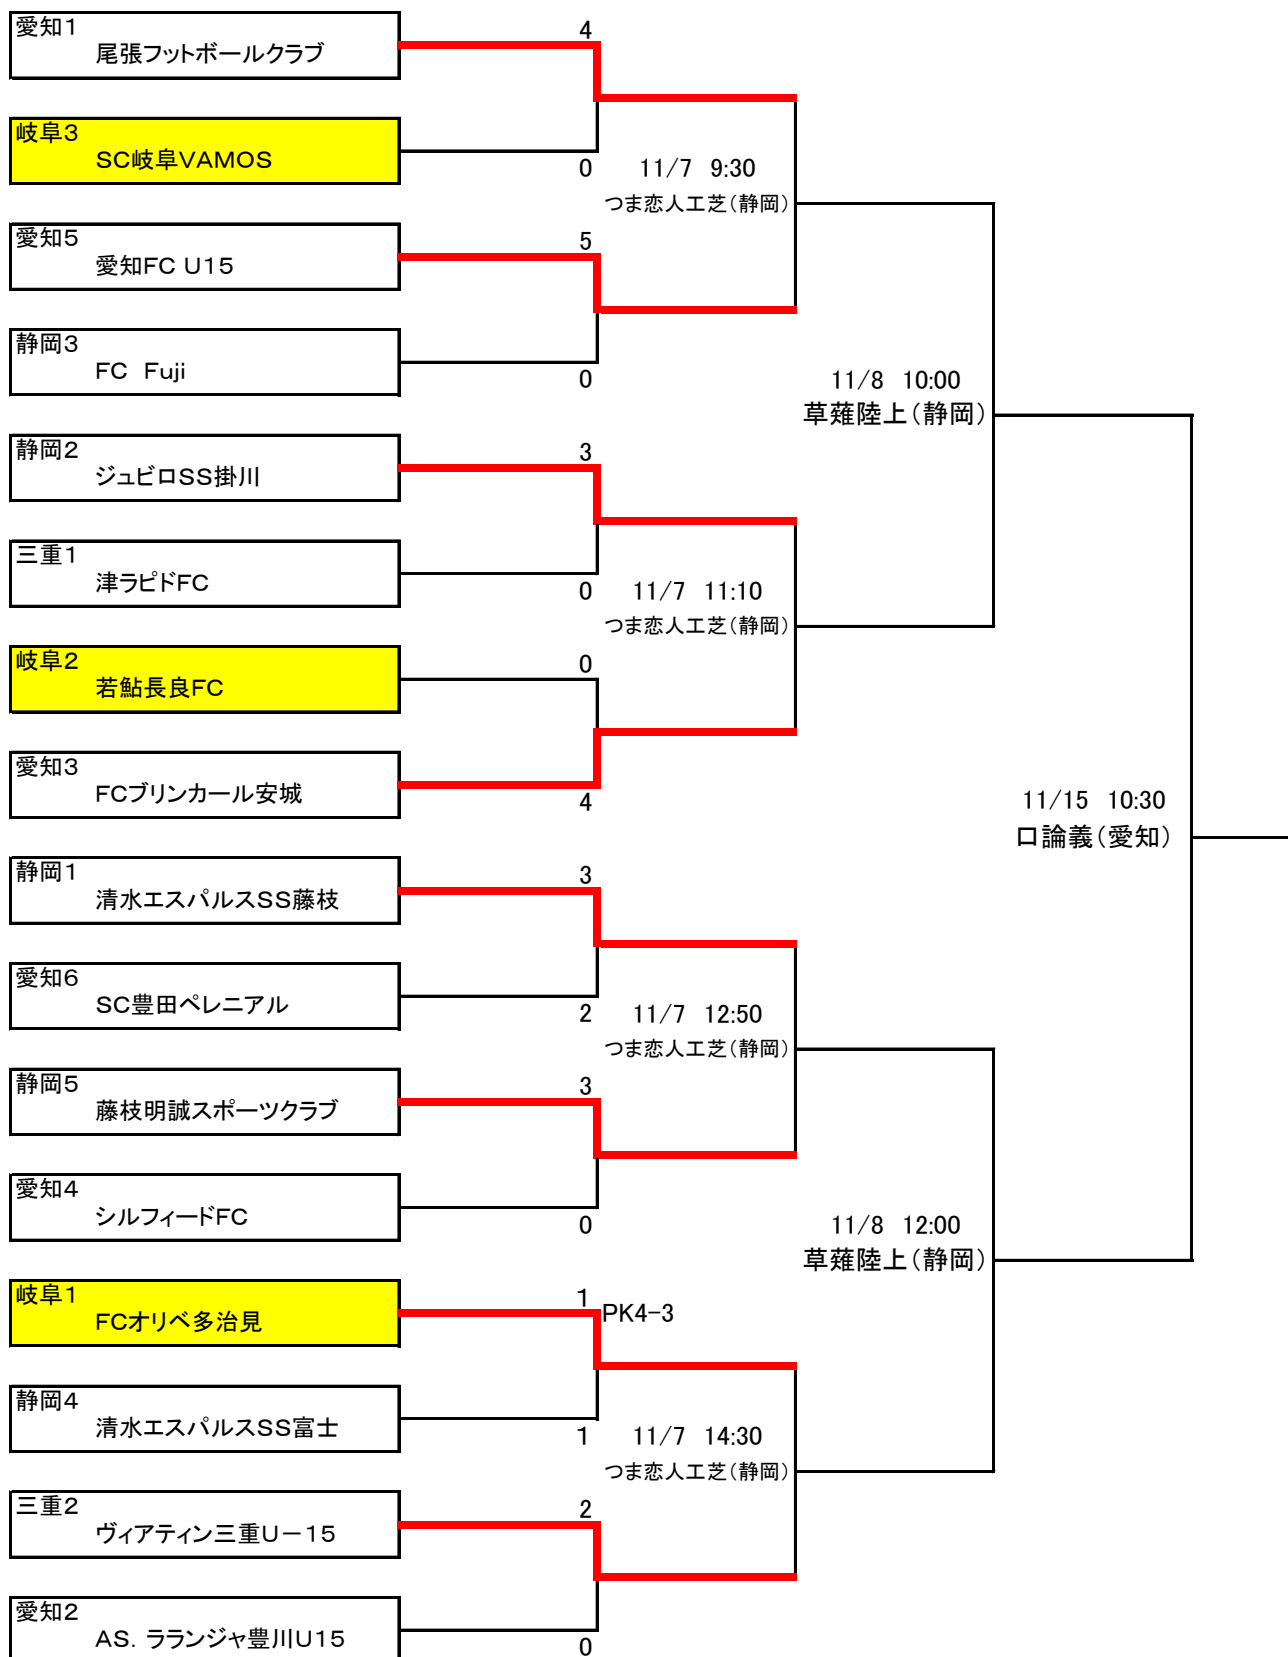 愛知1
尾張フットボールクラブ
4
岐阜3
SC岐阜VAMOS
0
11/7 9:30
つま恋人工芝(静岡)
愛知5
愛知FC U15
5
静岡3
FC Fuji
0
11/8 10:00
草薙陸上(静岡)
静岡2
ジュビロSS掛川
3
三重1
津ラピドFC
0
11/7 11:10
つま恋人工芝(静岡)
岐阜2
若鮎長良FC
0
愛知3
FCブリンカール安城
4
11/15 10:30
口論義(愛知)
静岡1
清水エスパルスSS藤枝
3
愛知6
SC豊田ペレニアル
2
11/7 12:50
つま恋人工芝(静岡)
静岡5
藤枝明誠スポーツクラブ
3
愛知4
シルフィードFC
0
11/8 12:00
草薙陸上(静岡)
岐阜1
FCオリベ多治見
1
PK4-3
静岡4
清水エスパルスSS富士
1
11/7 14:30
つま恋人工芝(静岡)
三重2
ヴィアティン三重U-15
2
愛知2
AS. ラランジャ豊川U15
0